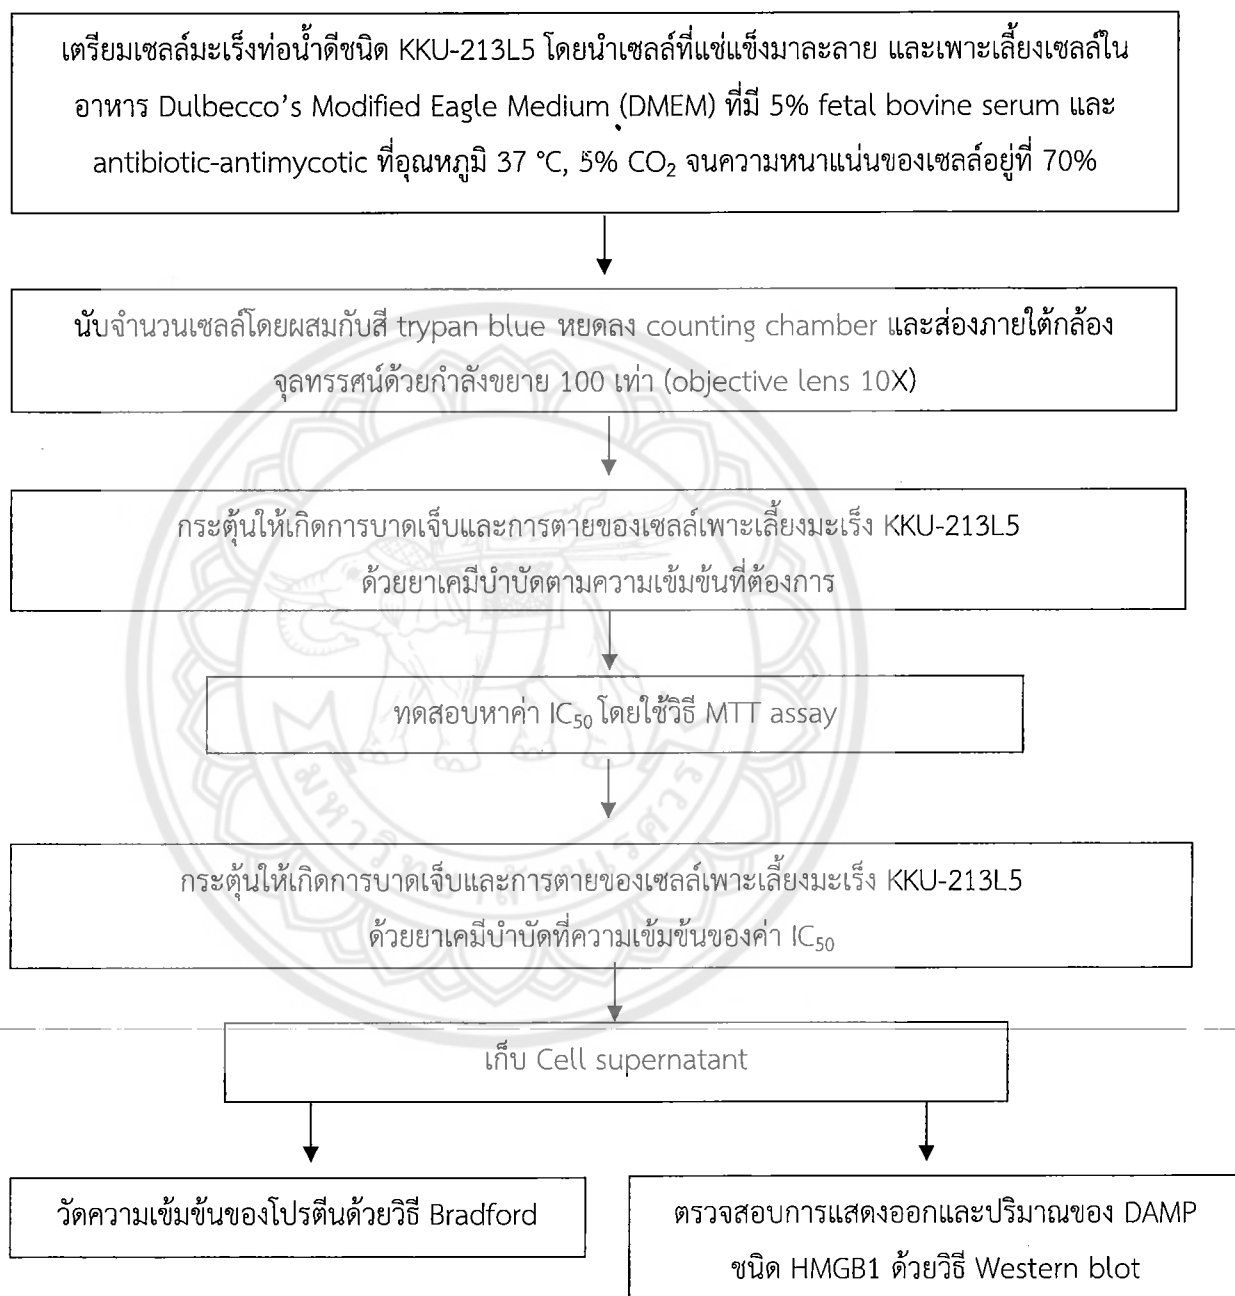 เตรียมเซลล์มะเร็งท่อน้ำดีชนิด KKU-213L5 โดยนำเซลล์ที่แช่แข็งมาละลาย และเพาะเลี้ยงเซลล์ใน
อาหาร Dulbecco's Modified Eagle Medium (DMEM) ที่มี 5% fetal bovine serum และ
antibiotic-antimycotic ที่อุณหภูมิ 37 °C, 5% CO₂ จนความหนาแน่นของเซลล์อยู่ที่ 70%
นับจำนวนเซลล์โดยผสมกับสี trypan blue หยดลง counting chamber และส่องภายใต้กล้อง
จุลทรรศน์ด้วยกำลังขยาย 100 เท่า (objective lens 10X)
กระตุ้นให้เกิดการบาดเจ็บและการตายของเซลล์เพาะเลี้ยงมะเร็ง KKU-213L5
ด้วยยาเคมีบำบัดตามความเข้มข้นที่ต้องการ
ทดสอบหาค่า IC₅₀ โดยใช้วิธี MTT assay
มหาวิทยาลัยนเรศวร
กระตุ้นให้เกิดการบาดเจ็บและการตายของเซลล์เพาะเลี้ยงมะเร็ง KKU-213L5
ด้วยยาเคมีบำบัดที่ความเข้มข้นของค่า IC₅₀
เก็บ Cell supernatant
วัดความเข้มข้นของโปรตีนด้วยวิธี Bradford
ตรวจสอบการแสดงออกและปริมาณของ DAMP
ชนิด HMGB1 ด้วยวิธี Western blot